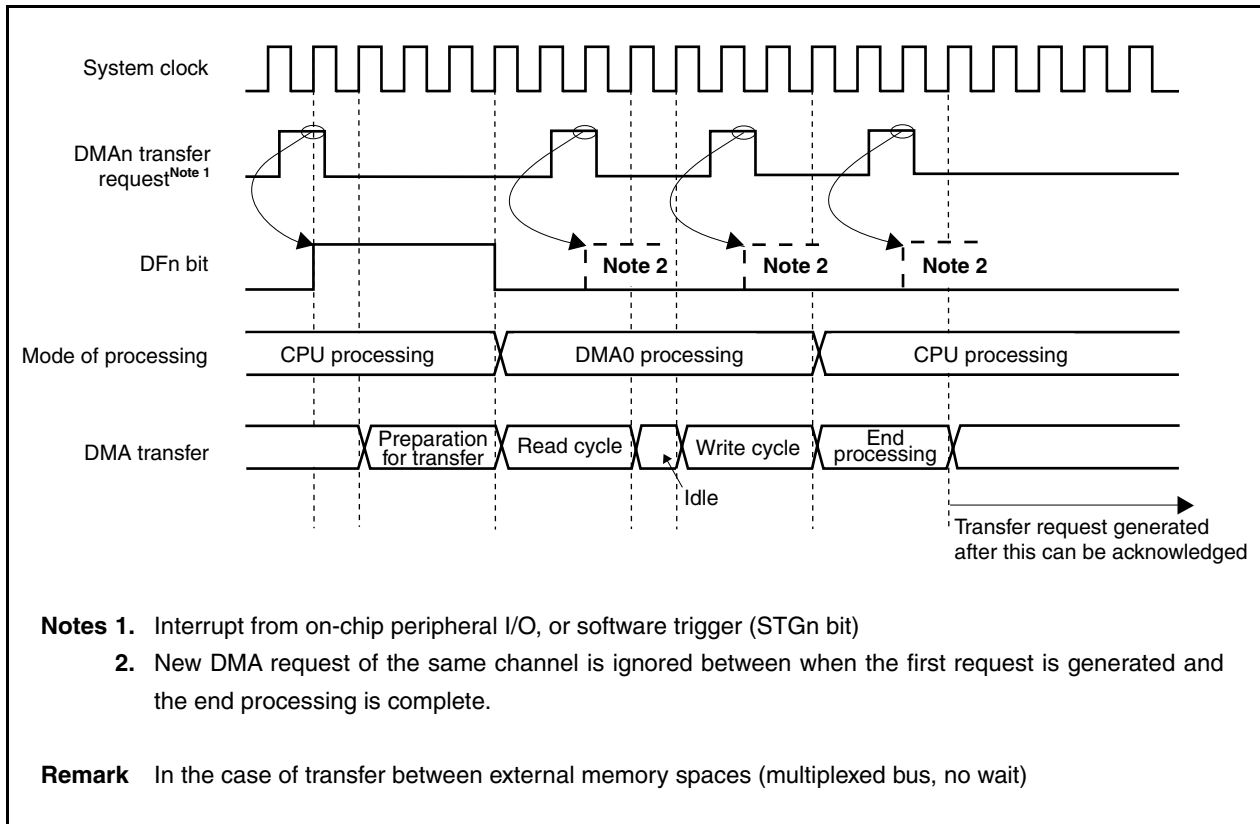 System clock
DMAn transfer
request^Note 1
DFn bit
Note 2
Note 2
Note 2
Mode of processing
CPU processing
DMA0 processing
CPU processing
DMA transfer
Preparation
for transfer
Read cycle
Idle
Write cycle
End
processing
Transfer request generated
after this can be acknowledged
Notes 1. Interrupt from on-chip peripheral I/O, or software trigger (STGn bit)
2. New DMA request of the same channel is ignored between when the first request is generated and
the end processing is complete.
Remark In the case of transfer between external memory spaces (multiplexed bus, no wait)